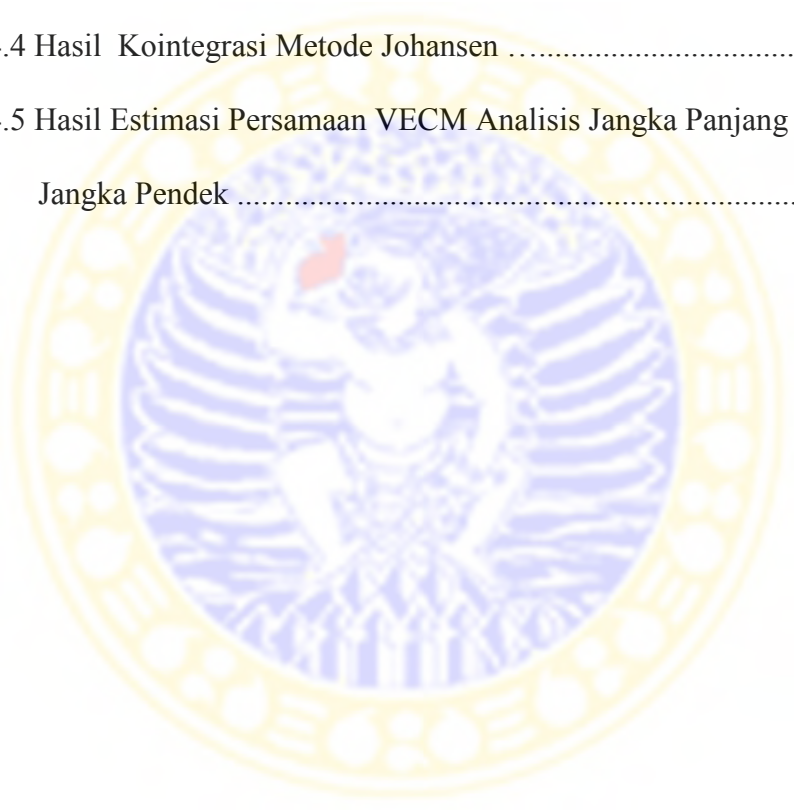 .4 Hasil  Kointegrasi Metode Johansen …................................
.5 Hasil Estimasi Persamaan VECM Analisis Jangka Panjang
Jangka Pendek ......................................................................